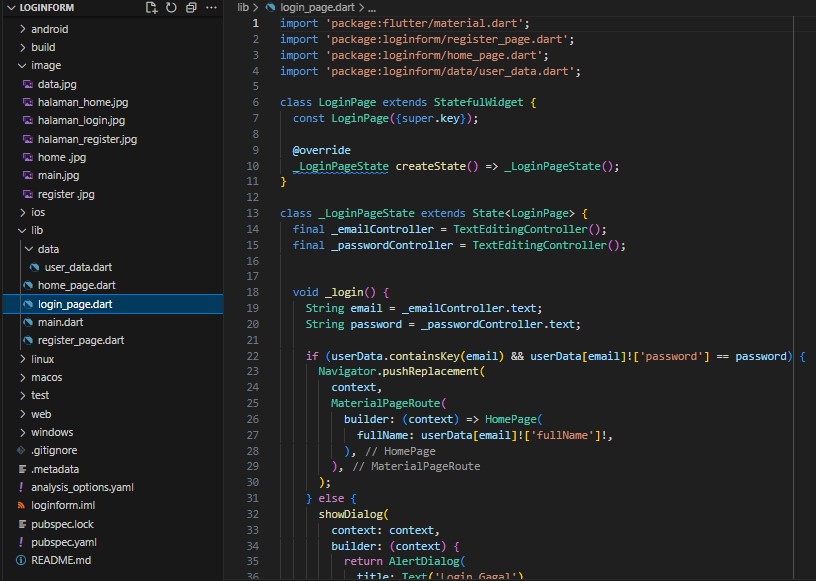 LOGINFORM
android
build
image
data.jpg
halaman_home.jpg
halaman_login.jpg
halaman_register.jpg
home .jpg
main.jpg
register .jpg
ios
lib
data
user_data.dart
home_page.dart
login_page.dart
main.dart
register_page.dart
linux
macos
test
web
windows
.gitignore
.metadata
analysis_options.yaml
loginform.iml
pubspec.lock
pubspec.yaml
README.md
lib > login_page.dart > ...
1 import 'package:flutter/material.dart';
2 import 'package:loginform/register_page.dart';
3 import 'package:loginform/home_page.dart';
4 import 'package:loginform/data/user_data.dart';
5
6 class LoginPage extends StatefulWidget {
7   const LoginPage({super.key});
8
9   @override
10   _LoginPageState createState() => _LoginPageState();
11 }
12
13 class _LoginPageState extends State<LoginPage> {
14   final _emailController = TextEditingController();
15   final _passwordController = TextEditingController();
16
17
18   void _login() {
19     String email = _emailController.text;
20     String password = _passwordController.text;
21
22     if (userData.containsKey(email) && userData[email]!['password'] == password) {
23       Navigator.pushReplacement(
24         context,
25         MaterialPageRoute(
26           builder: (context) => HomePage(
27             fullName: userData[email]!['fullName']!,
28           ), // HomePage
29         ), // MaterialPageRoute
30       );
31     } else {
32       showDialog(
33         context: context,
34         builder: (context) {
35           return AlertDialog(
36             title: Text('Login Gagal')